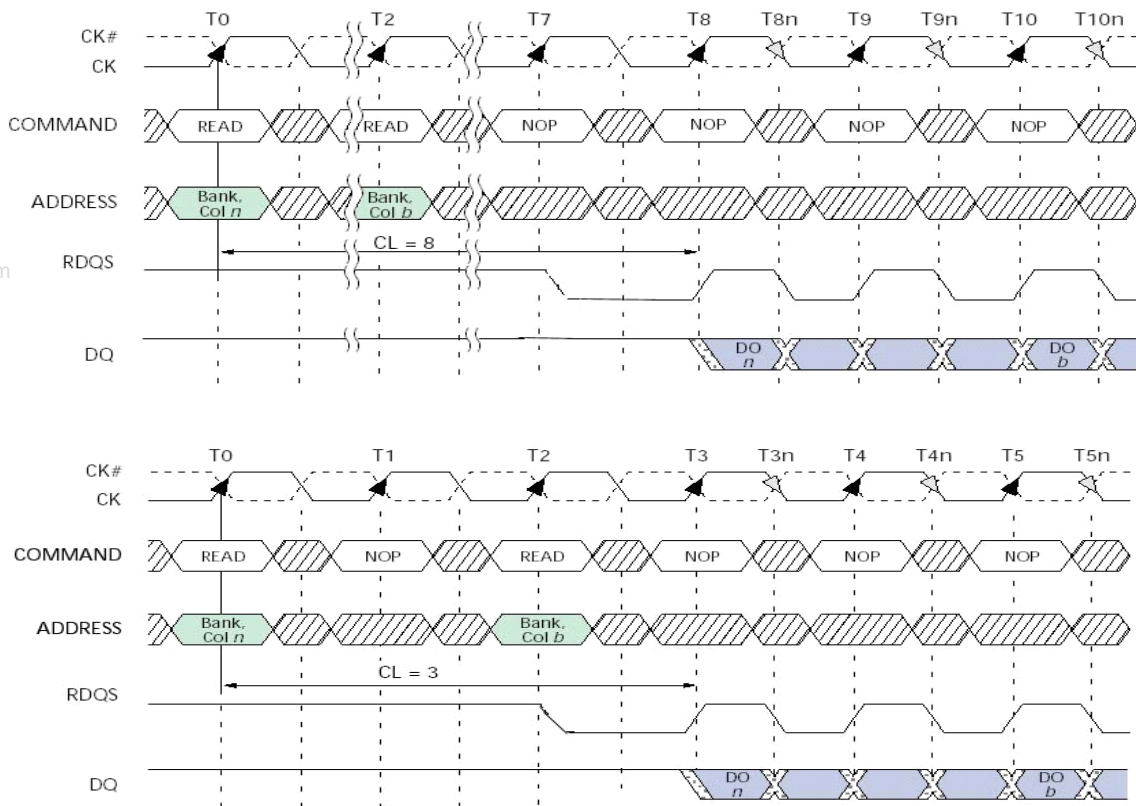 T0 T2 T7 T8 T8n T9 T9n T10 T10n
CK#
CK
COMMAND READ READ NOP NOP NOP NOP
ADDRESS Bank, Col n Bank, Col b
CL = 8
RDQS
DQ DO n DO b
T0 T1 T2 T3 T3n T4 T4n T5 T5n
CK#
CK
COMMAND READ NOP READ NOP NOP NOP
ADDRESS Bank, Col n Bank, Col b
CL = 3
RDQS
DQ DO n DO b